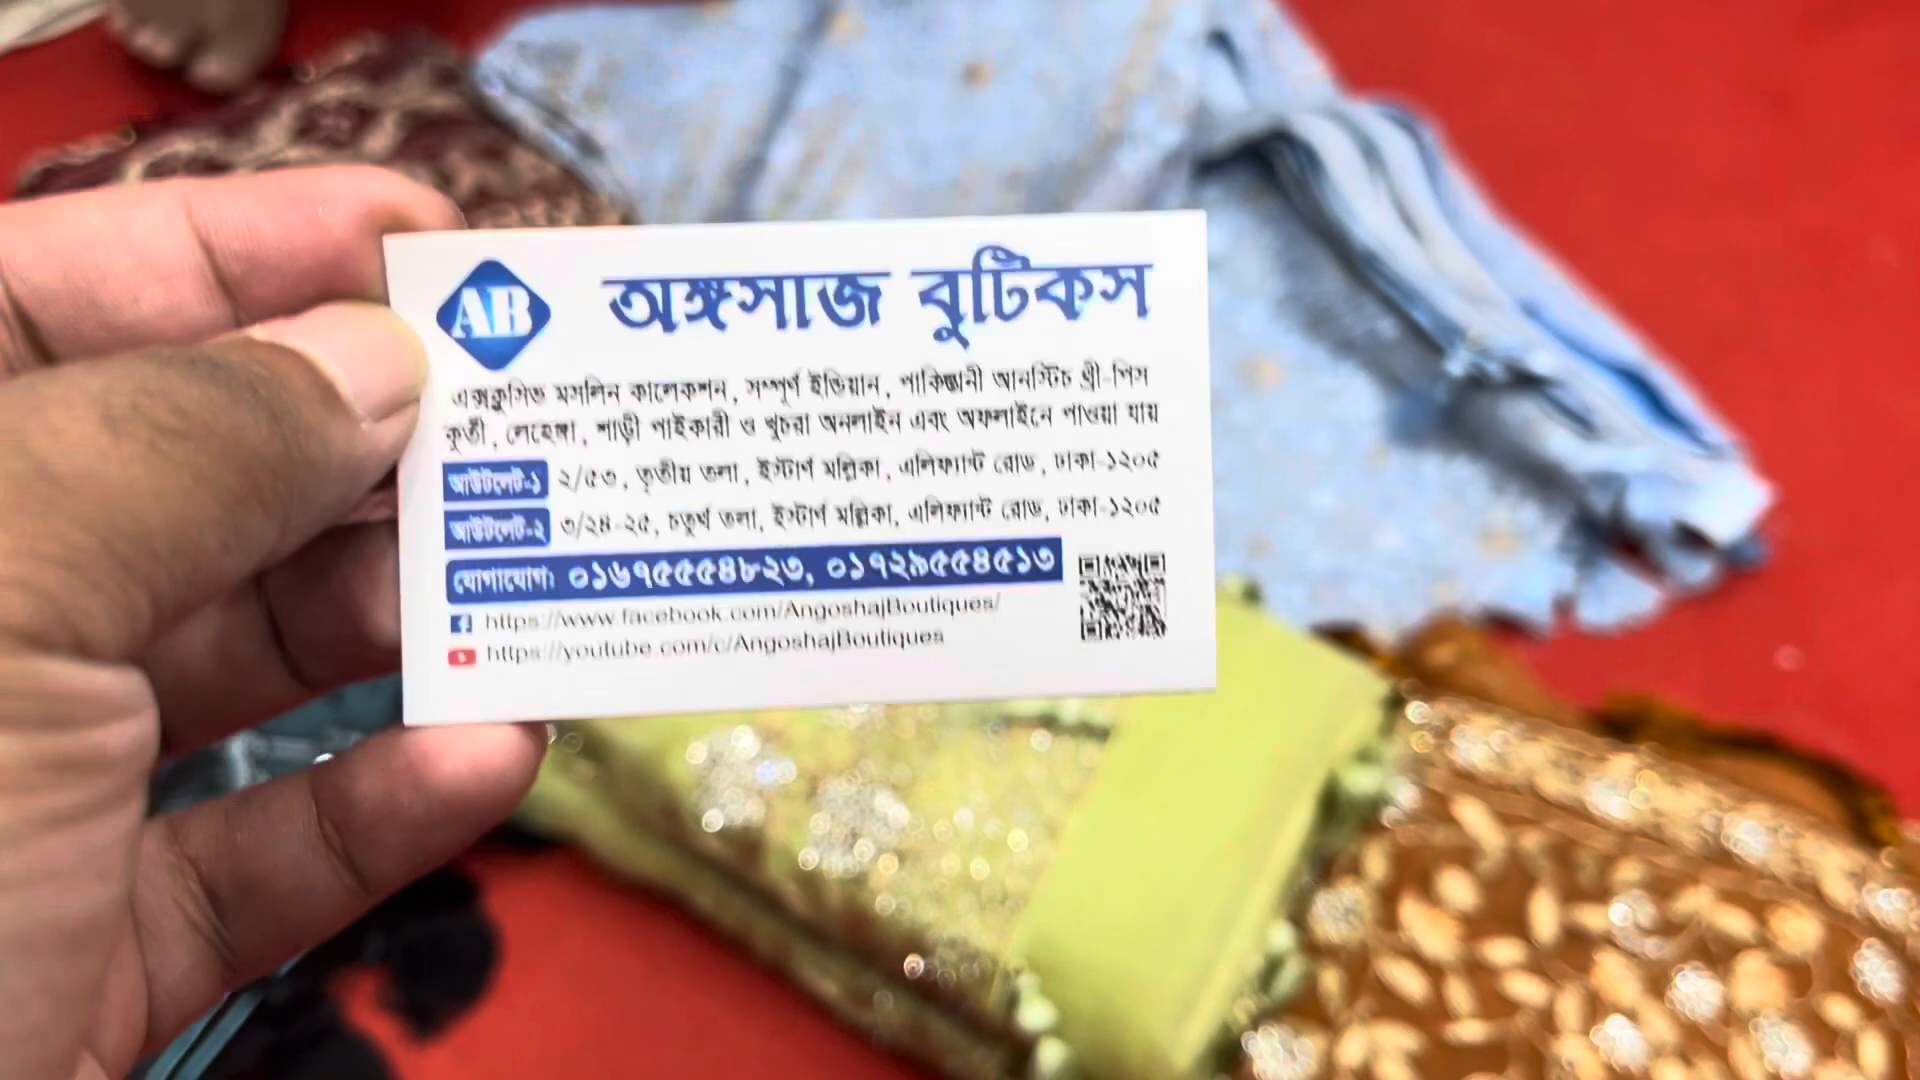 AB
অঙ্গসাজ বুটিকস
এক্সক্লুসিভ মসলিন কালেকশন, সম্পূর্ণ ইন্ডিয়ান, পাকিস্তানী আনস্টিচ থ্রী-পিস
কূর্তী, লেহেঙ্গা, শাড়ী পাইকারী ও খুচরা অনলাইন এবং অফলাইনে পাওয়া যায়
আউটলেট-১ ২/৫৩, তৃতীয় তলা, ইস্টার্ণ মল্লিকা, এলিফ্যান্ট রোড, ঢাকা-১২০৫
আউটলেট-২ ৩/২৪-২৫, চতুর্থ তলা, ইস্টার্ণ মল্লিকা, এলিফ্যান্ট রোড, ঢাকা-১২০৫
যোগাযোগ: ০১৬৭৫৫৫৪৮২৩, ০১৭২৯৫৫৪৫১৩
https://www.facebook.com/AngoshajBoutiques/
https://youtube.com/c/AngoshajBoutiques